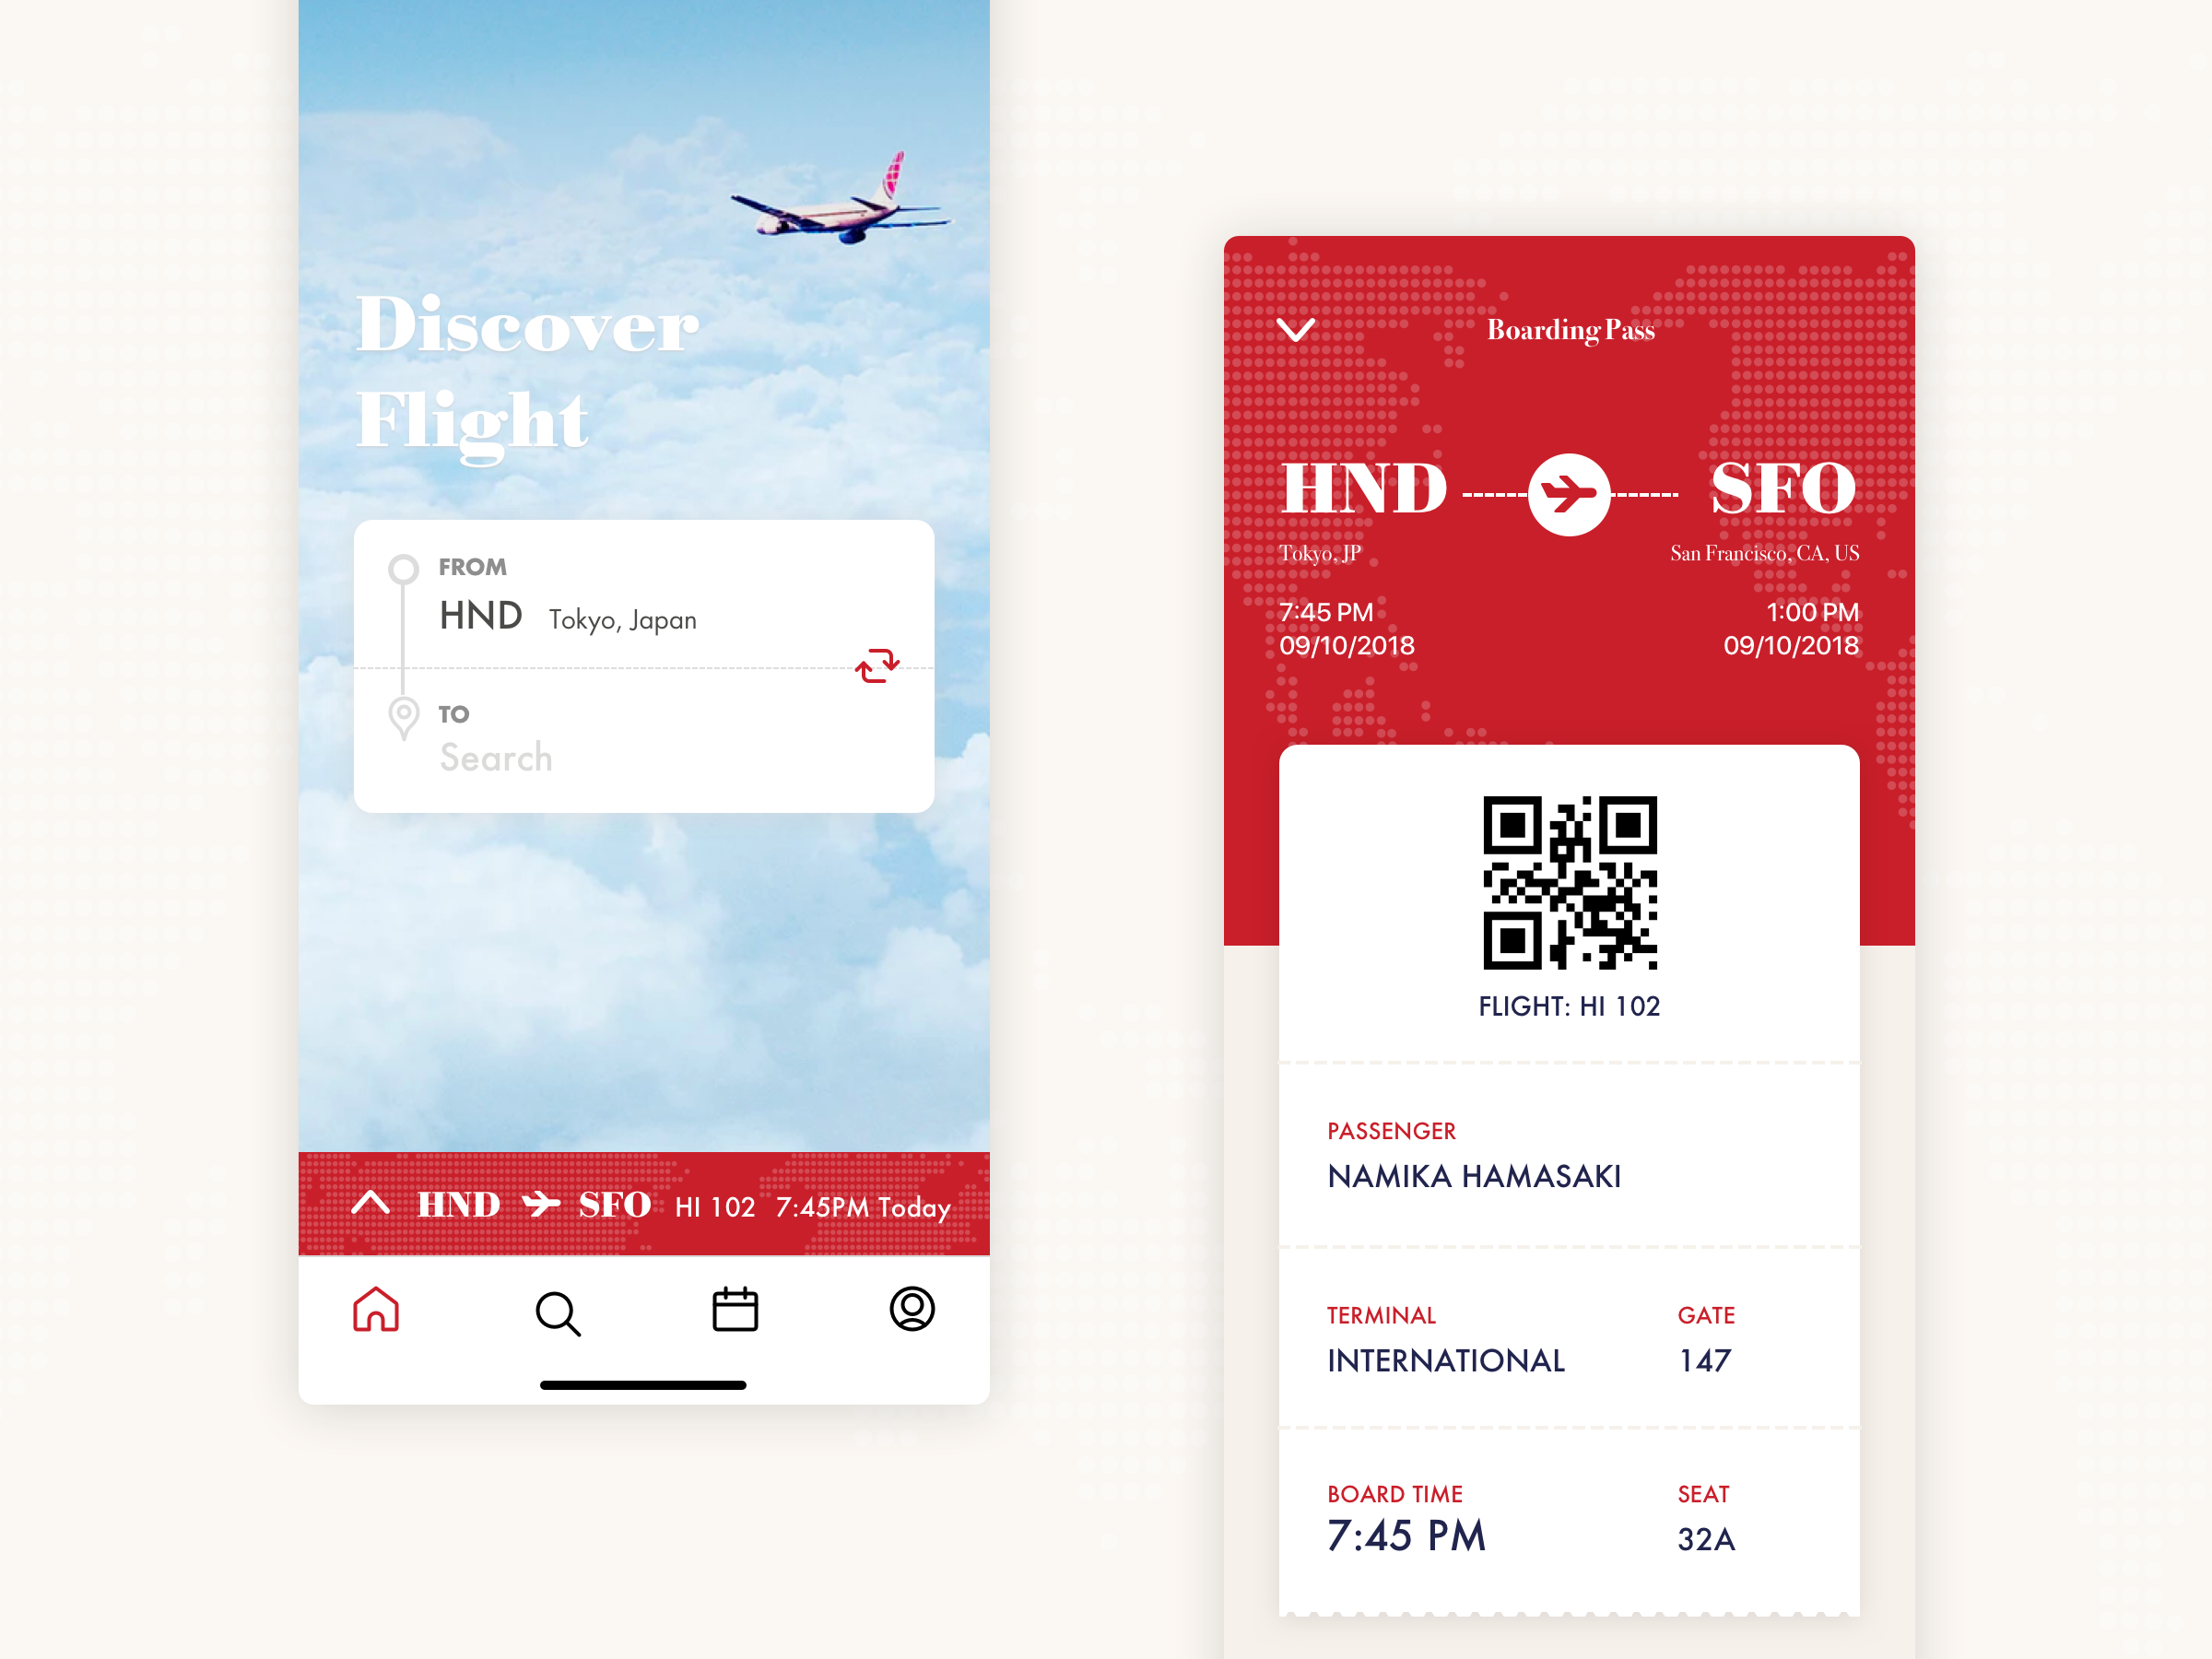 Discover
Flight
FROM
HND Tokyo, Japan
TO
Search
HND SFO HI 102 7:45PM Today
Boarding Pass
HND SFO
Tokyo, JP San Francisco, CA, US
7:45 PM 1:00 PM
09/10/2018 09/10/2018
FLIGHT: HI 102
PASSENGER
NAMIKA HAMASAKI
TERMINAL GATE
INTERNATIONAL 147
BOARD TIME SEAT
7:45 PM 32A